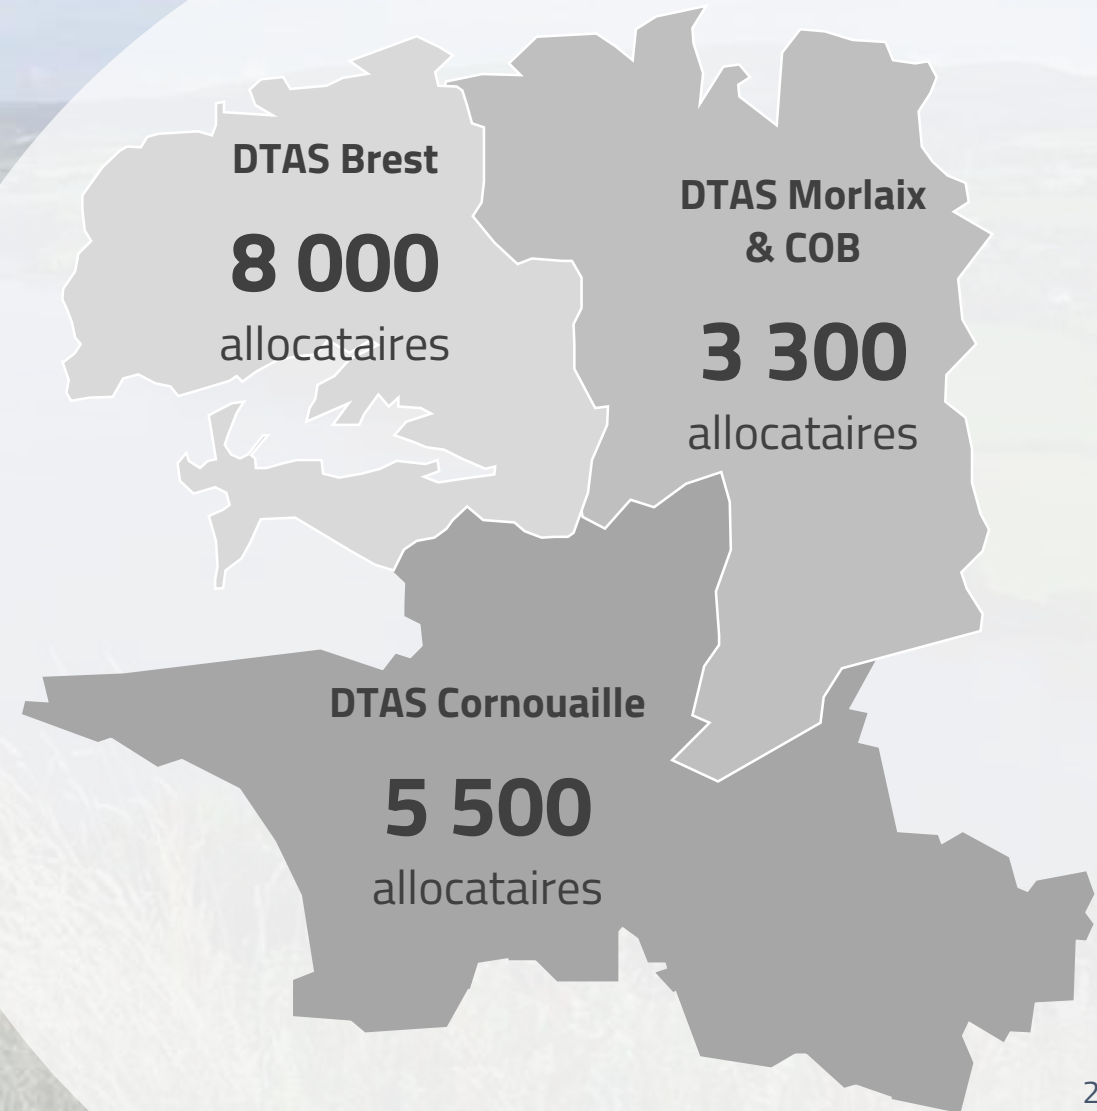 DTAS Brest
8 000
allocataires
DTAS Morlaix
& COB
3 300
allocataires
DTAS Cornouaille
5 500
allocataires
2